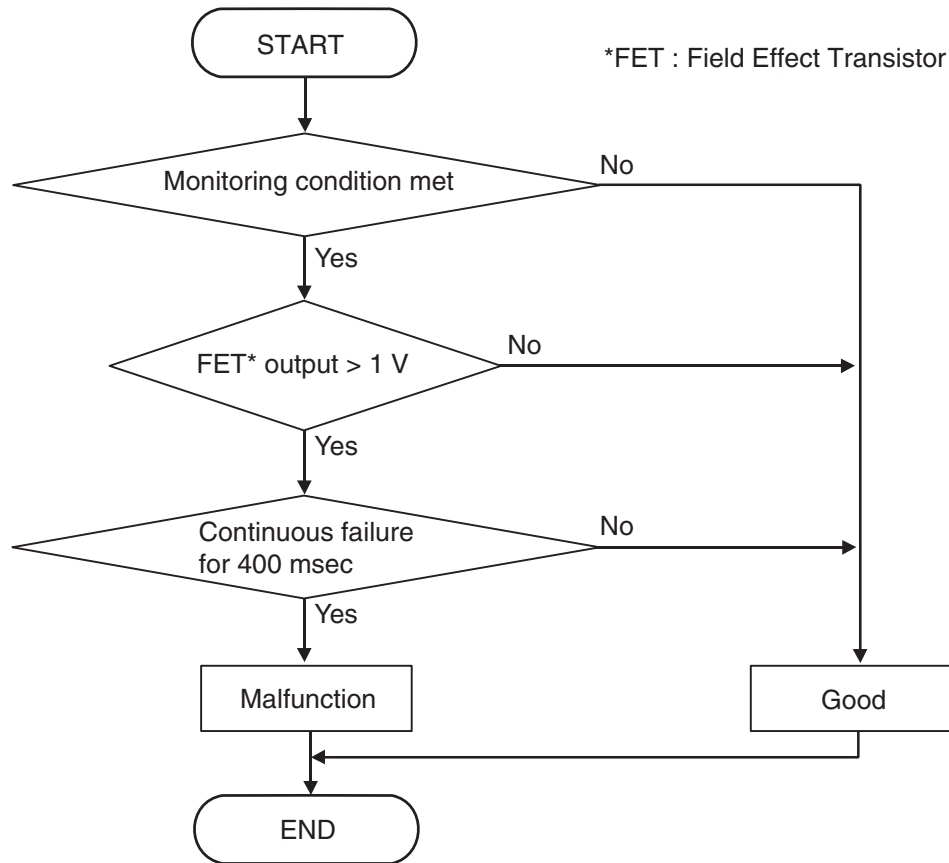 START
*FET : Field Effect Transistor
Monitoring condition met
No
Yes
FET* output > 1 V
No
Yes
Continuous failure
for 400 msec
No
Yes
Malfunction
Good
END